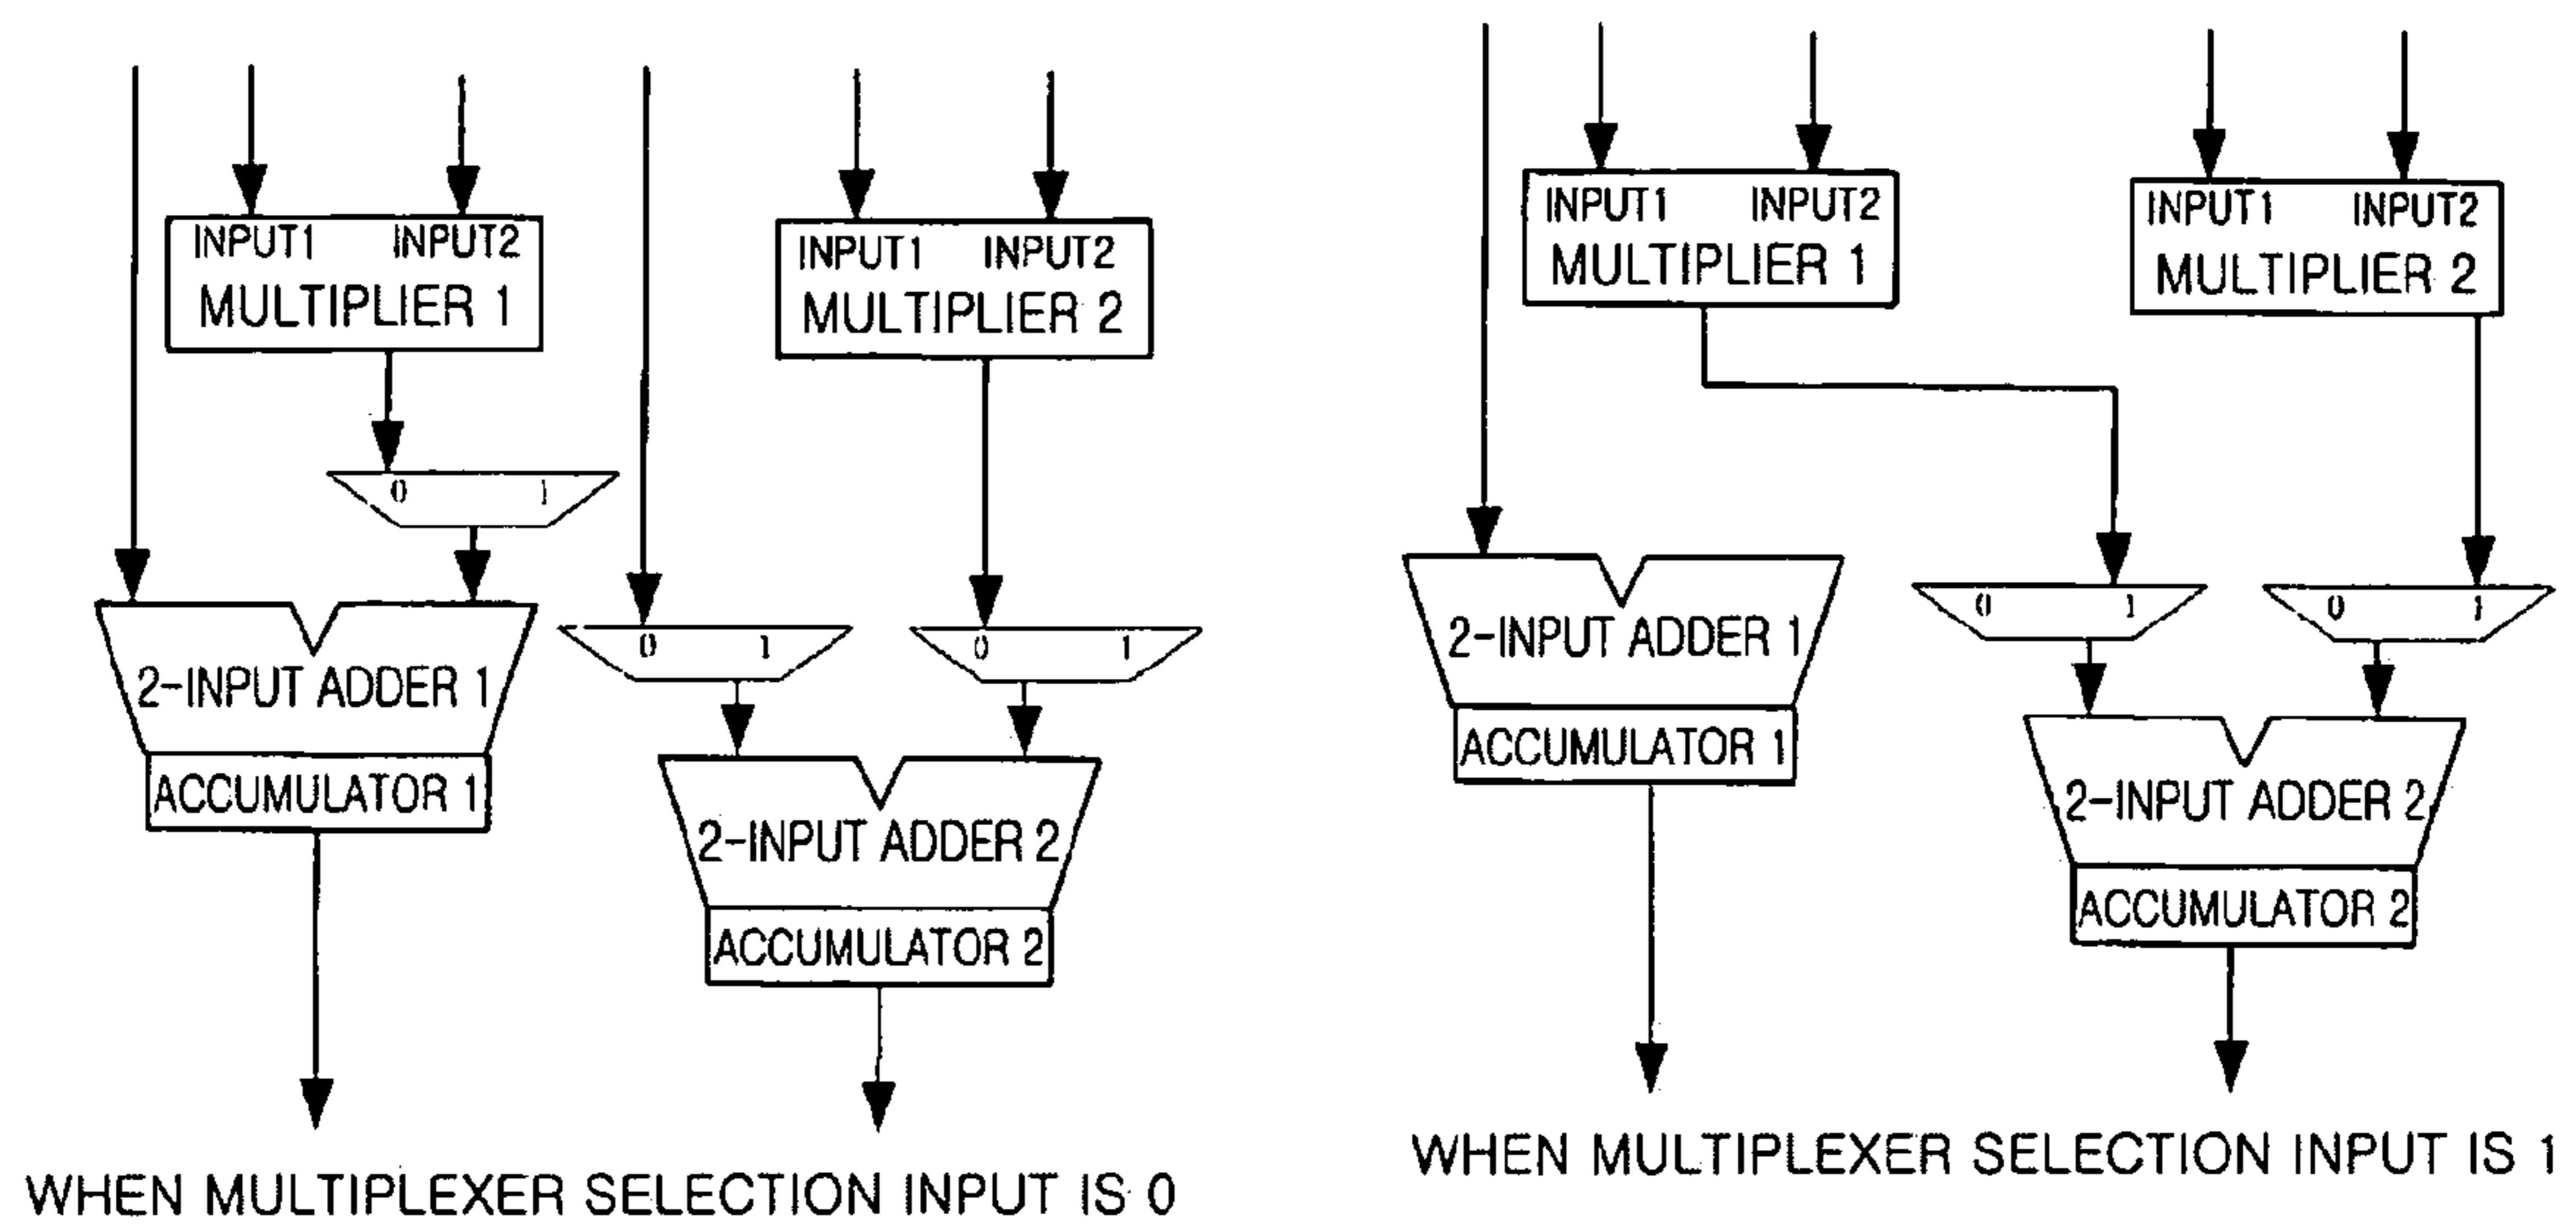 INPUT1 INPUT2
MULTIPLIER 1
INPUT1 INPUT2
MULTIPLIER 2
0 1
0 1
0 1
2-INPUT ADDER 1
ACCUMULATOR 1
2-INPUT ADDER 2
ACCUMULATOR 2
WHEN MULTIPLEXER SELECTION INPUT IS 0
INPUT1 INPUT2
MULTIPLIER 1
INPUT1 INPUT2
MULTIPLIER 2
0 1
0 1
2-INPUT ADDER 1
ACCUMULATOR 1
2-INPUT ADDER 2
ACCUMULATOR 2
WHEN MULTIPLEXER SELECTION INPUT IS 1